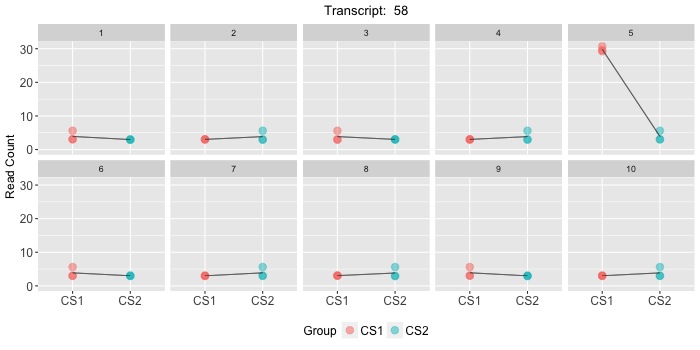 Transcript: 58
1 2 3 4 5
30
20
10
0
Read Count
6 7 8 9 10
30
20
10
0
CS1 CS2 CS1 CS2 CS1 CS2 CS1 CS2 CS1 CS2
Group CS1 CS2